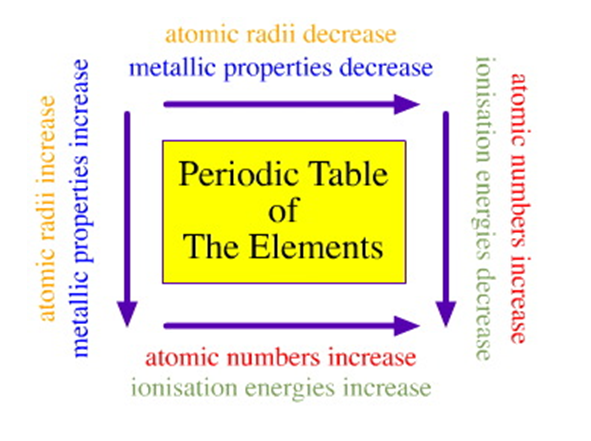 atomic radii decrease
metallic properties decrease
atomic radii increase
metallic properties increase
Periodic Table
of
The Elements
ionisation energies decrease
atomic numbers increase
atomic numbers increase
ionisation energies increase